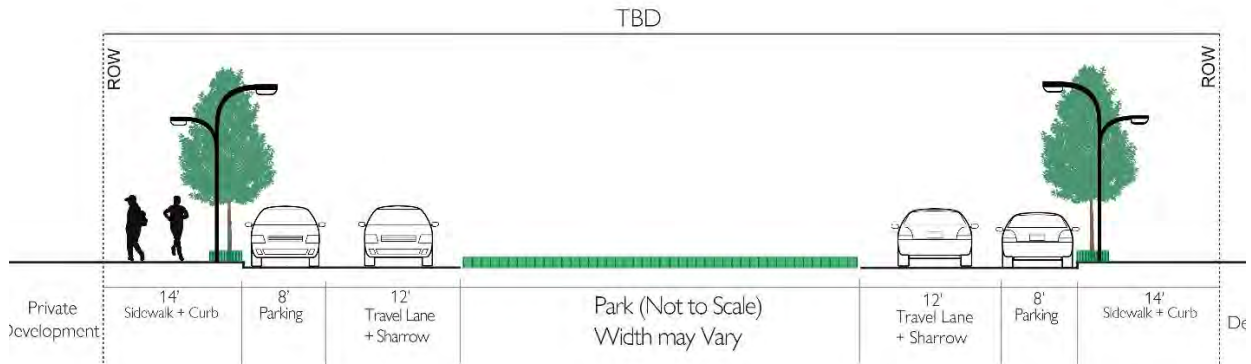 TBD
ROW
ROW
Private
Development
14'
Sidewalk + Curb
8'
Parking
12'
Travel Lane
+ Sharrow
Park (Not to Scale)
Width may Vary
12'
Travel Lane
+ Sharrow
8'
Parking
14'
Sidewalk + Curb
De